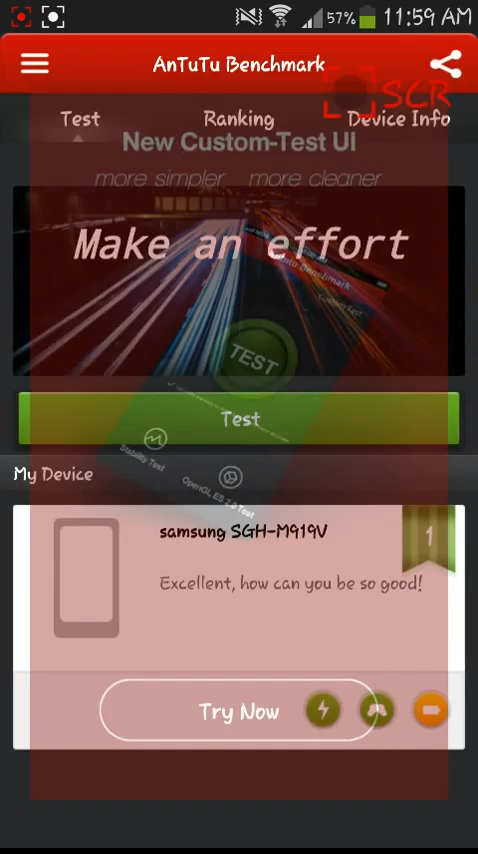 57% 11:59 AM
AnTuTu Benchmark
SCR
Test Ranking Device Info
New Custom-Test UI
more simpler more cleaner
Make an effort
AnTuTu Benchmark
TEST
Test
Stability Test
OpenGL ES 2.0 Test
My Device
samsung SGH-M919V
1
Excellent, how can you be so good!
Try Now